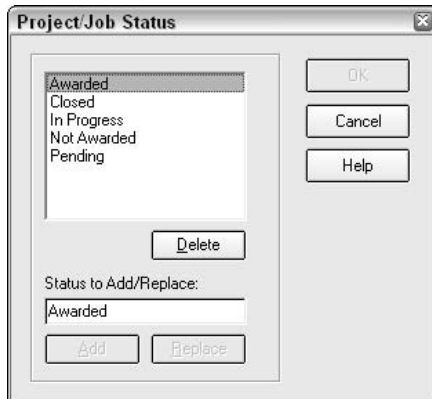 Project/Job Status
Awarded
Closed
In Progress
Not Awarded
Pending
Delete
Status to Add/Replace:
Awarded
Add
Replace
OK
Cancel
Help